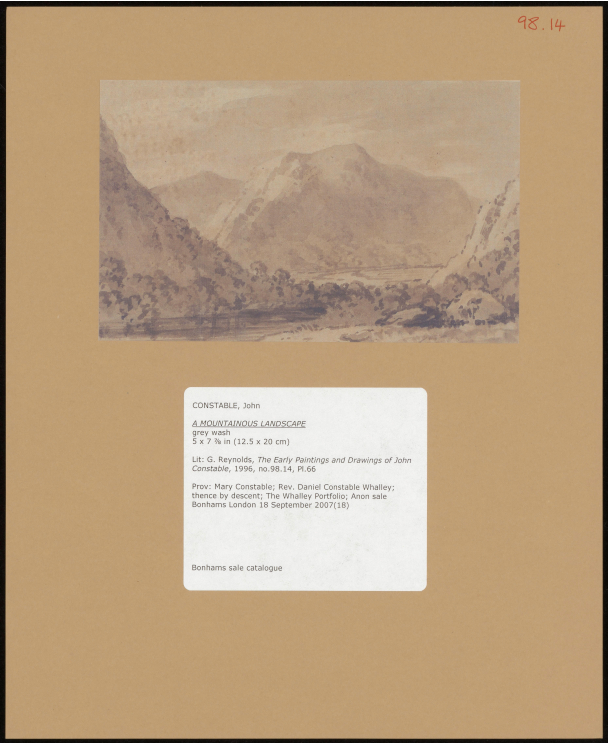 98.14
CONSTABLE, John
A MOUNTAINOUS LANDSCAPE
grey wash
5 x 7 ⅞ in (12.5 x 20 cm)
Lit: G. Reynolds, The Early Paintings and Drawings of John
Constable, 1996, no.98.14, Pl.66
Prov: Mary Constable; Rev. Daniel Constable Whalley;
thence by descent; The Whalley Portfolio; Anon sale
Bonhams London 18 September 2007(18)
Bonhams sale catalogue